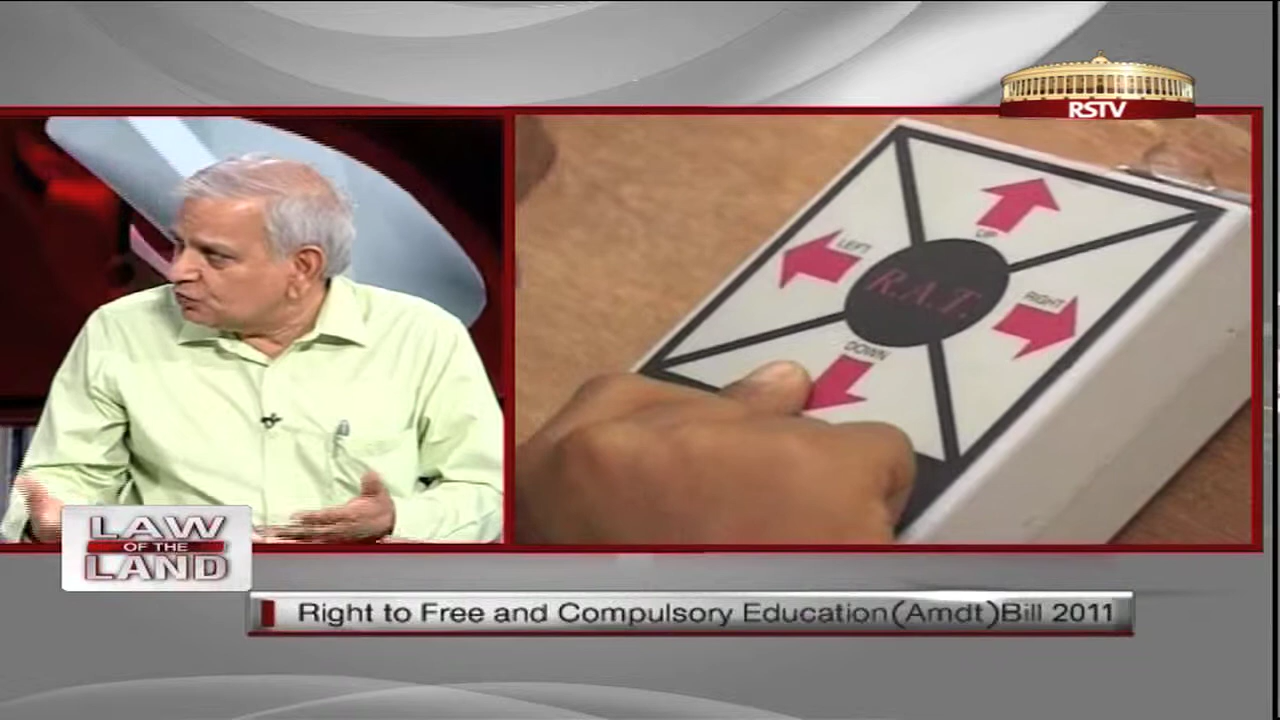 RSTV
UP
LEFT
R.A.T.
RIGHT
DOWN
LAW
OF THE
LAND
Right to Free and Compulsory Education(Amdt)Bill 2011